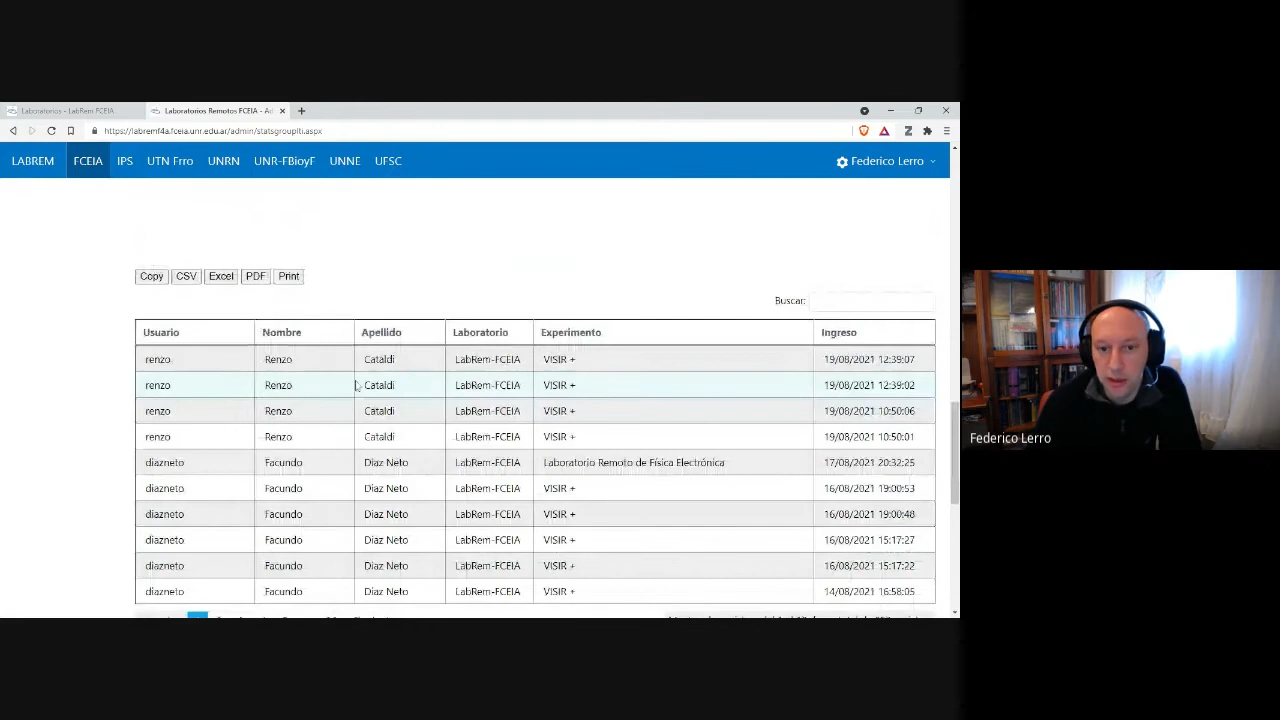 Laboratorios - LabRem FCEIA
Laboratorios Remotos FCEIA - Ad
https://labremf4a.fceia.unr.edu.ar/admin/statsgrouplti.aspx
LABREM FCEIA IPS UTN Frro UNRN UNR-FBioyF UNNE UFSC Federico Lerro
Copy CSV Excel PDF Print
Buscar:
Usuario Nombre Apellido Laboratorio Experimento Ingreso
renzo Renzo Cataldi LabRem-FCEIA VISIR + 19/08/2021 12:39:07
renzo Renzo Cataldi LabRem-FCEIA VISIR + 19/08/2021 12:39:02
renzo Renzo Cataldi LabRem-FCEIA VISIR + 19/08/2021 10:50:06
renzo Renzo Cataldi LabRem-FCEIA VISIR + 19/08/2021 10:50:01
diazneto Facundo Diaz Neto LabRem-FCEIA Laboratorio Remoto de Física Electrónica 17/08/2021 20:32:25
diazneto Facundo Diaz Neto LabRem-FCEIA VISIR + 16/08/2021 19:00:53
diazneto Facundo Diaz Neto LabRem-FCEIA VISIR + 16/08/2021 19:00:48
diazneto Facundo Diaz Neto LabRem-FCEIA VISIR + 16/08/2021 15:17:27
diazneto Facundo Diaz Neto LabRem-FCEIA VISIR + 16/08/2021 15:17:22
diazneto Facundo Diaz Neto LabRem-FCEIA VISIR + 14/08/2021 16:58:05
Federico Lerro